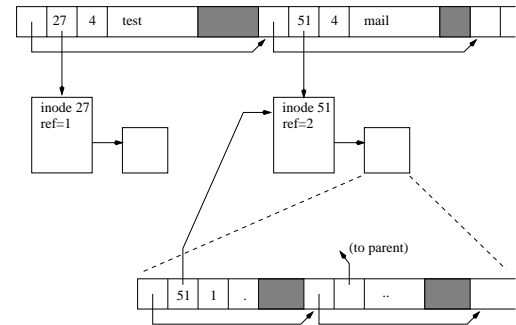 27 4 test 51 4 mail
inode 27
ref=1
inode 51
ref=2
(to parent)
51 1 . ..